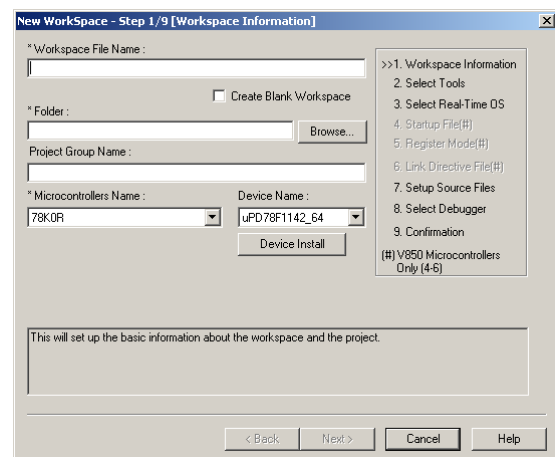 New WorkSpace - Step 1/9 [Workspace Information]
* Workspace File Name :
Create Blank Workspace
* Folder :
Browse...
Project Group Name :
* Microcontrollers Name :
Device Name :
78K0R
uPD78F1142_64
Device Install
>>1. Workspace Information
2. Select Tools
3. Select Real-Time OS
4. Startup File(#)
5. Register Mode(#)
6. Link Directive File(#)
7. Setup Source Files
8. Select Debugger
9. Confirmation
(#) V850 Microcontrollers
Only (4-6)
This will set up the basic information about the workspace and the project.
< Back
Next >
Cancel
Help